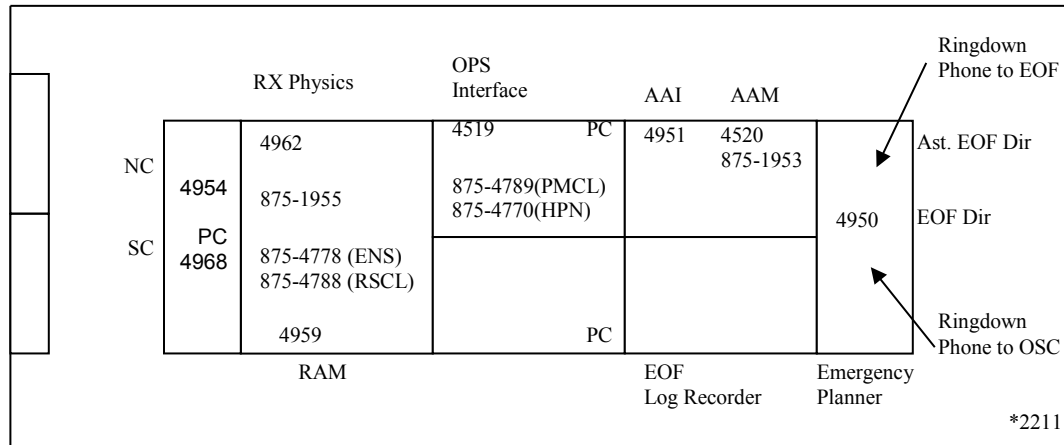 Ringdown
Phone to EOF
RX Physics
OPS
Interface
AAI
AAM
NC
SC
4954
PC
4968
4962
875-1955
875-4778 (ENS)
875-4788 (RSCL)
4959
4519
PC
875-4789(PMCL)
875-4770(HPN)
PC
4951
4520
875-1953
4950
Ast. EOF Dir
EOF Dir
Ringdown
Phone to OSC
RAM
EOF
Log Recorder
Emergency
Planner
*2211